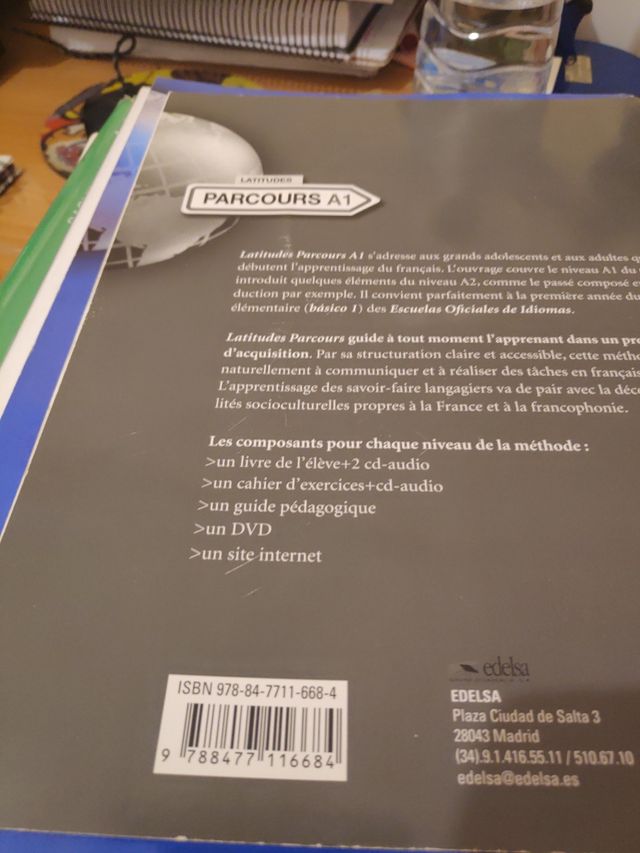 LATITUDES
PARCOURS A1
Latitudes Parcours A1 s'adresse aux grands adolescents et aux adultes
débutent l'apprentissage du français. L'ouvrage couvre le niveau A1 du
introduit quelques éléments du niveau A2, comme le passé composé
duction par exemple. Il convient parfaitement à la première année du
élémentaire (básico 1) des Escuelas Oficiales de Idiomas.
Latitudes Parcours guide à tout moment l'apprenant dans un
d'acquisition. Par sa structuration claire et accessible, cette
naturellement à communiquer et à réaliser des tâches en français
L'apprentissage des savoir-faire langagiers va de pair avec la
lités socioculturelles propres à la France et à la francophonie.
Les composants pour chaque niveau de la méthode :
>un livre de l'élève+2 cd-audio
>un cahier d'exercices+cd-audio
>un guide pédagogique
>un DVD
>un site internet
ISBN 978-84-7711-668-4
9 788477 116684
edelsa
EDELSA
Plaza Ciudad de Salta 3
28043 Madrid
(34).9.1.416.55.11 / 510.67.10
edelsa@edelsa.es